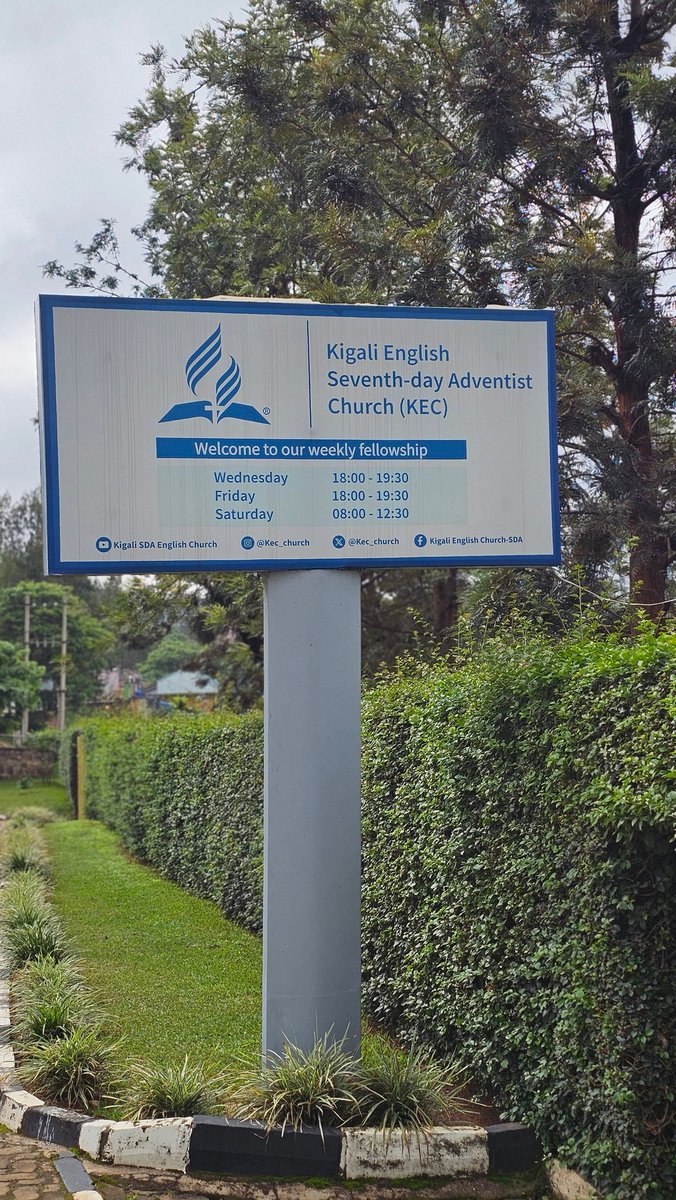 Kigali English
Seventh-day Adventist
Church (KEC)
®
Welcome to our weekly fellowship
Wednesday 18:00 - 19:30
Friday 18:00 - 19:30
Saturday 08:00 - 12:30
Kigali SDA English Church @Kec_church @Kec_church Kigali English Church-SDA